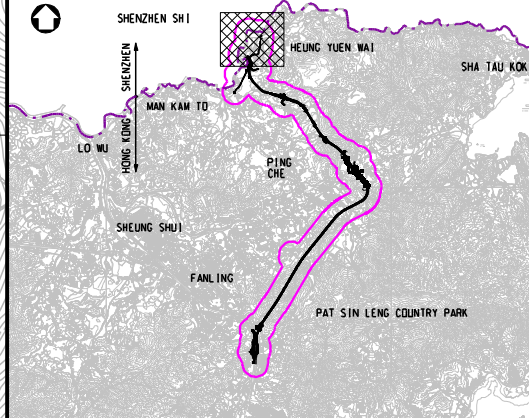 SHENZHEN SHI
HEUNG YUEN WAI
SHA TAU KOK
SHENZHEN
MAN KAM TO
HONG KONG
LO WU
PING
CHE
SHEUNG SHUI
FANLING
PAT SIN LENG COUNTRY PARK